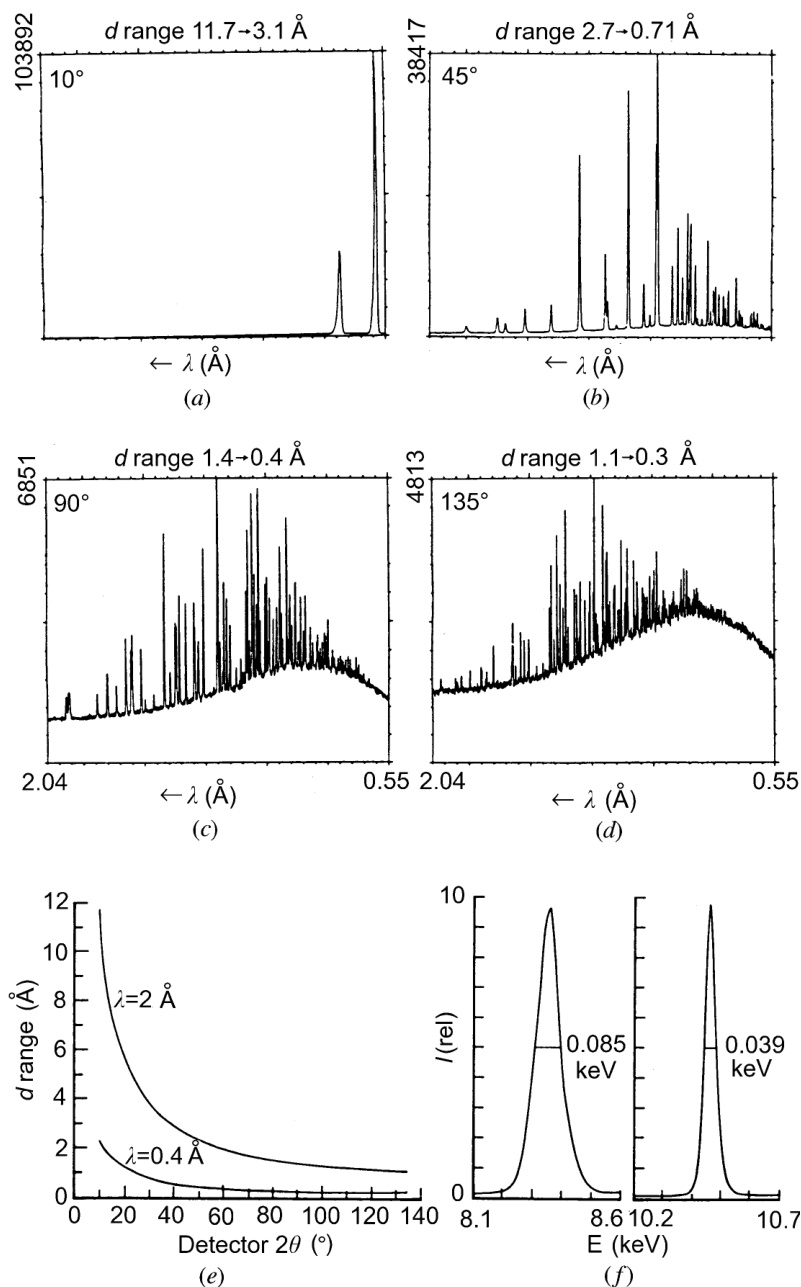 d range 11.7→3.1 Å
103892
10°
← λ (Å)
(a)
d range 2.7→0.71 Å
38417
45°
← λ (Å)
(b)
d range 1.4→0.4 Å
6851
90°
2.04
0.55
← λ (Å)
(c)
d range 1.1→0.3 Å
4813
135°
2.04
0.55
← λ (Å)
(d)
d range (Å)
12
10
8
6
4
2
0
λ=2 Å
λ=0.4 Å
0 20 40 60 80 100 120 140
Detector 2θ (°)
(e)
I (rel)
10
0
0.085
keV
8.1 8.6
0.039
keV
10.2 10.7
E (keV)
(f)